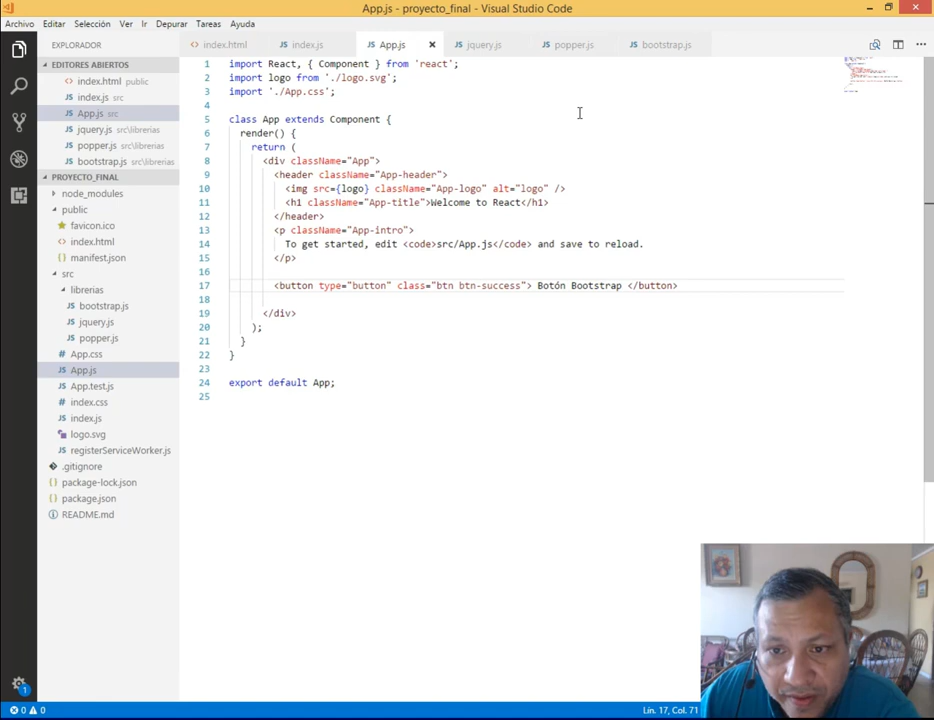 App.js - proyecto_final - Visual Studio Code
Archivo Editar Selección Ver Ir Depurar Tareas Ayuda
EXPLORADOR
EDITORES ABIERTOS
index.html public
index.js src
App.js src
jquery.js src\librerias
popper.js src\librerias
bootstrap.js src\librerias
PROYECTO_FINAL
node_modules
public
favicon.ico
index.html
manifest.json
src
librerias
bootstrap.js
jquery.js
popper.js
App.css
App.js
App.test.js
index.css
index.js
logo.svg
registerServiceWorker.js
.gitignore
package-lock.json
package.json
README.md
index.html index.js App.js jquery.js popper.js bootstrap.js
1 import React, { Component } from 'react';
2 import logo from './logo.svg';
3 import './App.css';
4
5 class App extends Component {
6 render() {
7 return (
8 <div className="App">
9 <header className="App-header">
10 <img src={logo} className="App-logo" alt="logo" />
11 <h1 className="App-title">Welcome to React</h1>
12 </header>
13 <p className="App-intro">
14 To get started, edit <code>src/App.js</code> and save to reload.
15 </p>
16
17 <button type="button" class="btn btn-success"> Botón Bootstrap </button>
18
19 </div>
20 );
21 }
22 }
23
24 export default App;
25
1
0 0
Lín. 17, Col. 71